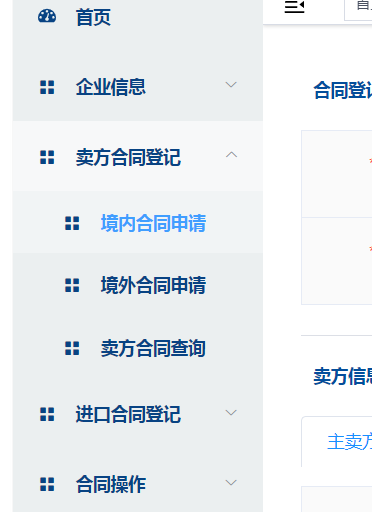 首页
企业信息
卖方合同登记
境内合同申请
境外合同申请
卖方合同查询
进口合同登记
合同操作
合同登
卖方信
主卖方